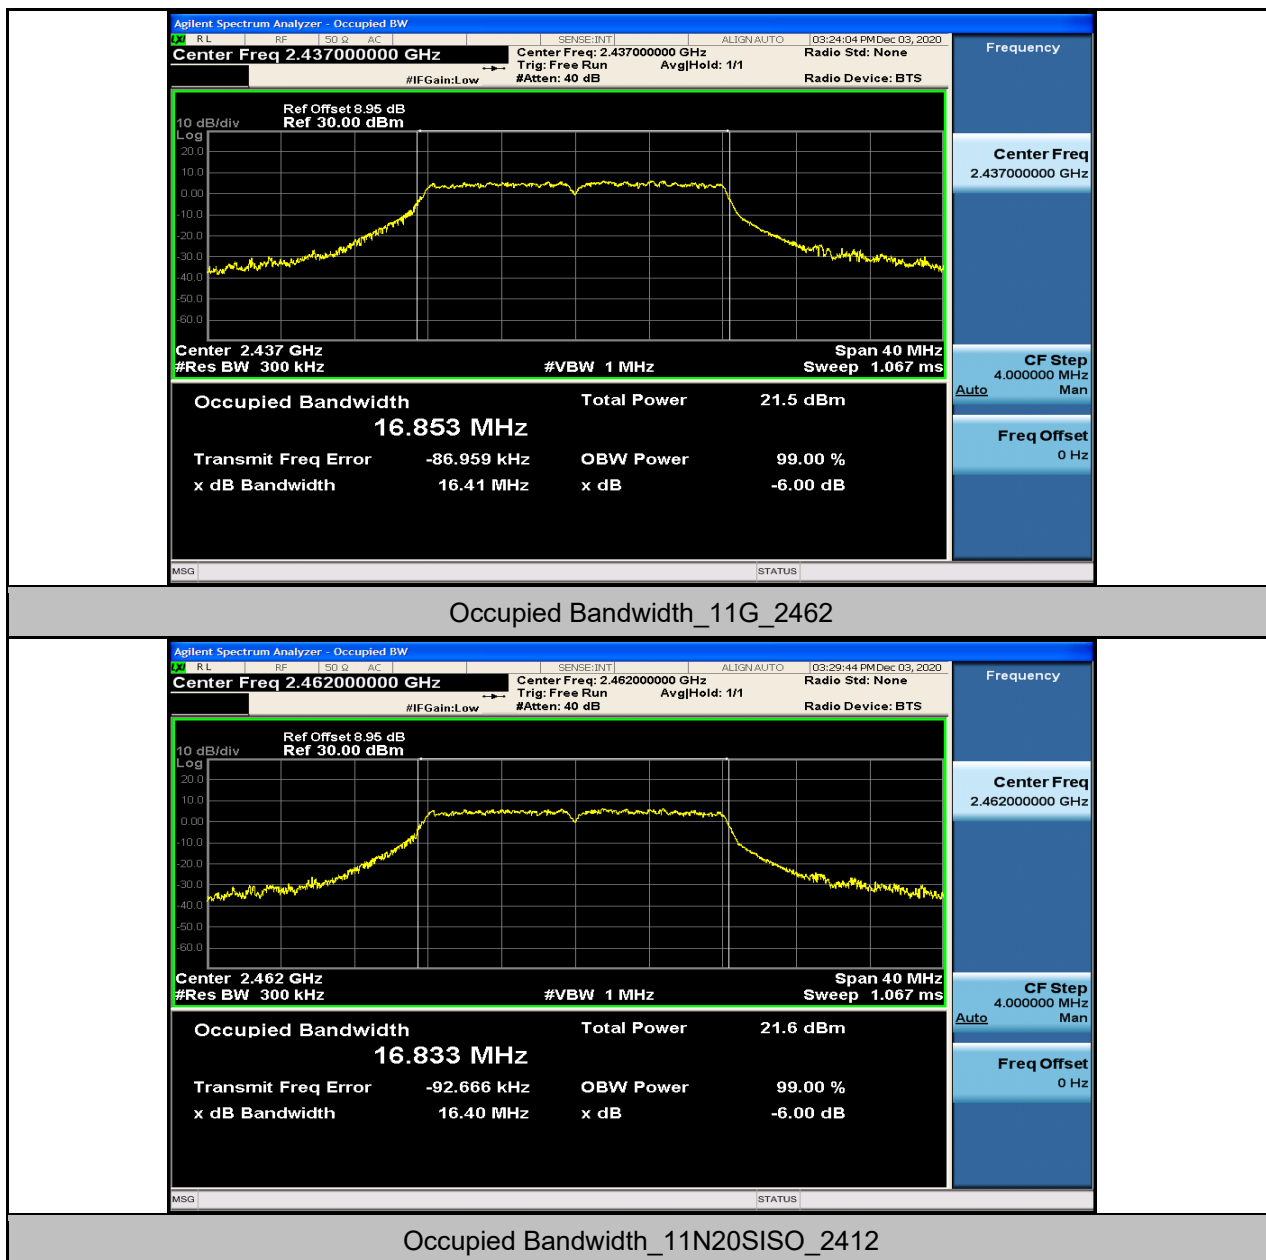 Agilent Spectrum Analyzer - Occupied BW
LXI RL RF 50 Ω AC SENSE:INT ALIGN AUTO 03:24:04 PM Dec 03, 2020
Center Freq 2.437000000 GHz Center Freq: 2.437000000 GHz Radio Std: None Frequency
Trig: Free Run Avg|Hold: 1/1
#IFGain:Low #Atten: 40 dB Radio Device: BTS
Ref Offset 8.95 dB
10 dB/div Ref 30.00 dBm
Log
20.0
10.0
0.00
-10.0
-20.0
-30.0
-40.0
-50.0
-60.0
Center Freq
2.437000000 GHz
Center 2.437 GHz Span 40 MHz
#Res BW 300 kHz #VBW 1 MHz Sweep 1.067 ms
CF Step
4.000000 MHz
Auto Man
Occupied Bandwidth Total Power 21.5 dBm
16.853 MHz
Freq Offset
0 Hz
Transmit Freq Error -86.959 kHz OBW Power 99.00 %
x dB Bandwidth 16.41 MHz x dB -6.00 dB
MSG STATUS
Occupied Bandwidth_11G_2462
Agilent Spectrum Analyzer - Occupied BW
LXI RL RF 50 Ω AC SENSE:INT ALIGN AUTO 03:29:44 PM Dec 03, 2020
Center Freq 2.462000000 GHz Center Freq: 2.462000000 GHz Radio Std: None Frequency
Trig: Free Run Avg|Hold: 1/1
#IFGain:Low #Atten: 40 dB Radio Device: BTS
Ref Offset 8.95 dB
10 dB/div Ref 30.00 dBm
Log
20.0
10.0
0.00
-10.0
-20.0
-30.0
-40.0
-50.0
-60.0
Center Freq
2.462000000 GHz
Center 2.462 GHz Span 40 MHz
#Res BW 300 kHz #VBW 1 MHz Sweep 1.067 ms
CF Step
4.000000 MHz
Auto Man
Occupied Bandwidth Total Power 21.6 dBm
16.833 MHz
Freq Offset
0 Hz
Transmit Freq Error -92.666 kHz OBW Power 99.00 %
x dB Bandwidth 16.40 MHz x dB -6.00 dB
MSG STATUS
Occupied Bandwidth_11N20SISO_2412